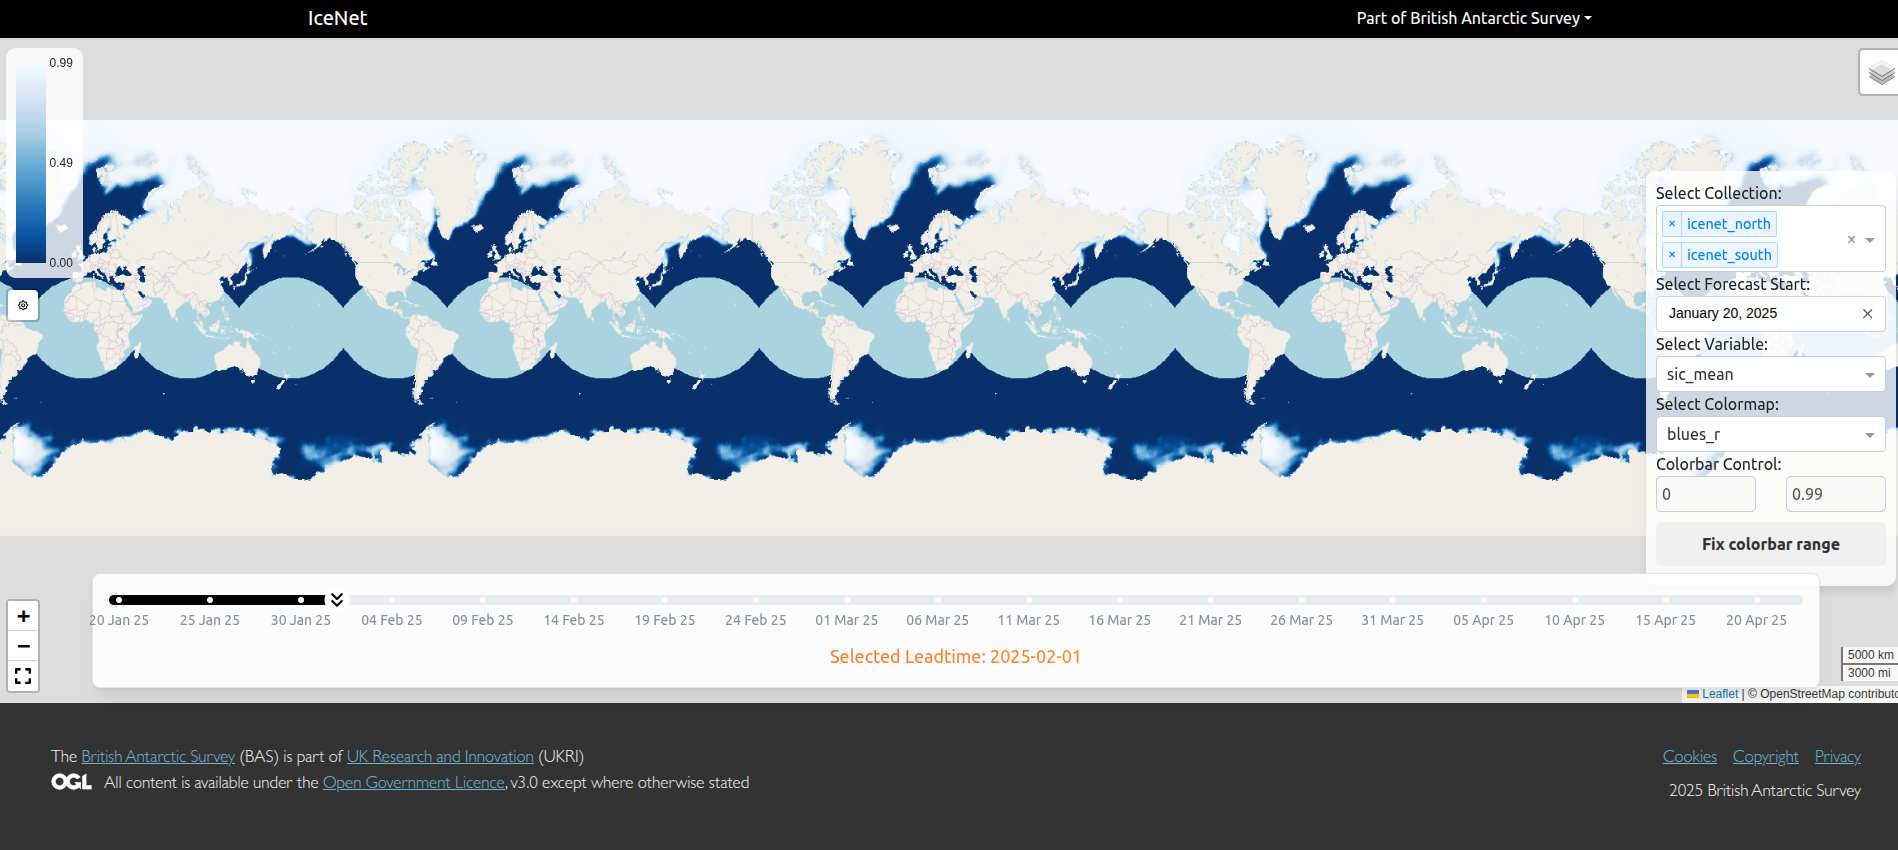 IceNet
Part of British Antarctic Survey
0.99
0.49
0.00
Select Collection:
× icenet_north
× icenet_south
×
Select Forecast Start:
January 20, 2025
Select Variable:
sic_mean
Select Colormap:
blues_r
Colorbar Control:
0 0.99
Fix colorbar range
+
−
20 Jan 25 25 Jan 25 30 Jan 25 04 Feb 25 09 Feb 25 14 Feb 25 19 Feb 25 24 Feb 25 01 Mar 25 06 Mar 25 11 Mar 25 16 Mar 25 21 Mar 25 26 Mar 25 31 Mar 25 05 Apr 25 10 Apr 25 15 Apr 25 20 Apr 25
Selected Leadtime: 2025-02-01
5000 km
3000 mi
Leaflet | © OpenStreetMap contributo
The British Antarctic Survey (BAS) is part of UK Research and Innovation (UKRI)
OGL All content is available under the Open Government Licence, v3.0 except where otherwise stated
Cookies Copyright Privacy
2025 British Antarctic Survey